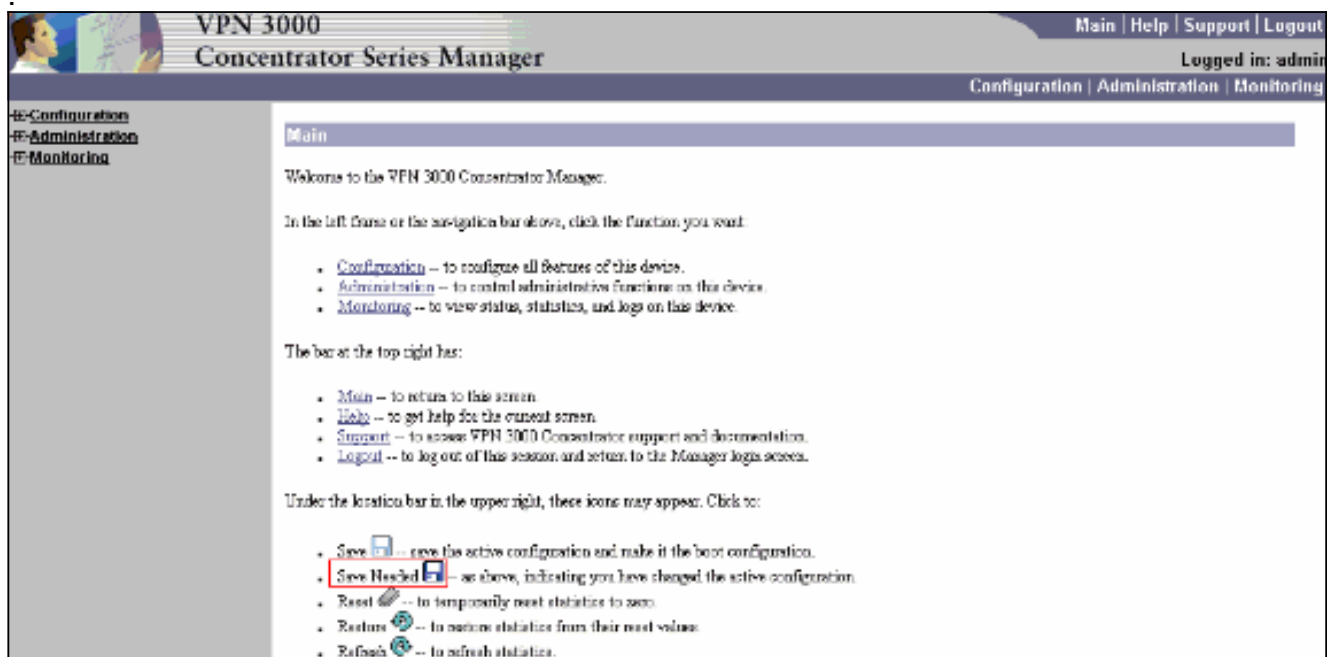 VPN 3000
Concentrator Series Manager
Main | Help | Support | Logout
Logged in: admin
Configuration | Administration | Monitoring
Configuration
Administration
Monitoring
Main
Welcome to the VPN 3000 Concentrator Manager.
In the left frame or the navigation bar above, click the function you want:
Configuration -- to configure all features of this device.
Administration -- to control administrative functions on this device.
Monitoring -- to view status, statistics, and logs on this device.
The bar at the top right has:
Main -- to return to this screen.
Help -- to get help for the current screen.
Support -- to access VPN 3000 Concentrator support and documentation.
Logout -- to log out of this session and return to the Manager login screen.
Under the location bar in the upper right, these icons may appear. Click to:
Save -- save the active configuration and make it the boot configuration.
Save Needed -- as above, indicating you have changed the active configuration.
Reset -- to temporarily reset statistics to zero.
Restore -- to restore statistics from their reset values.
Refresh -- to refresh statistics.